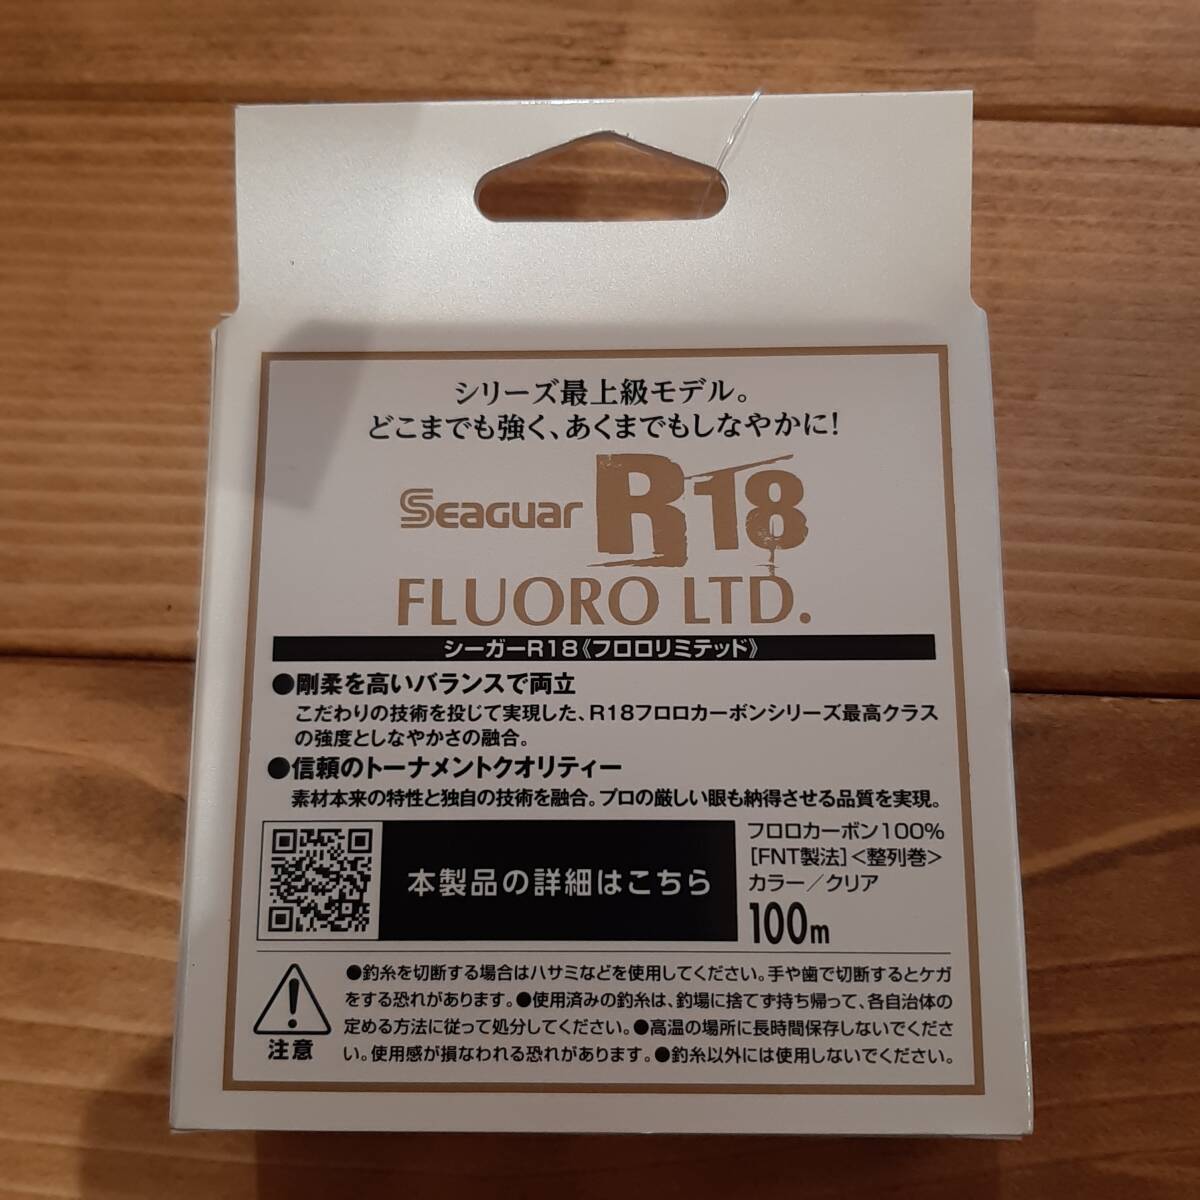 シリーズ最上級モデル。
どこまでも強く、あくまでもしなやかに!
Seaguar R18
FLUORO LTD.
シーガーR18《フロロリミテッド》
●剛柔を高いバランスで両立
こだわりの技術を投じて実現した、R18フロロカーボンシリーズ最高クラス
の強度としなやかさの融合。
●信頼のトーナメントクオリティー
素材本来の特性と独自の技術を融合。プロの厳しい眼も納得させる品質を実現。
本製品の詳細はこちら
フロロカーボン100%
[FNT製法]<整列巻>
カラー/クリア
100m
注意
●釣糸を切断する場合はハサミなどを使用してください。手や歯で切断するとケガ
をする恐れがあります。●使用済みの釣糸は、釣場に捨てず持ち帰って、各自治体の
定める方法に従って処分してください。●高温の場所に長時間保存しないでくださ
い。使用感が損なわれる恐れがあります。●釣糸以外には使用しないでください。